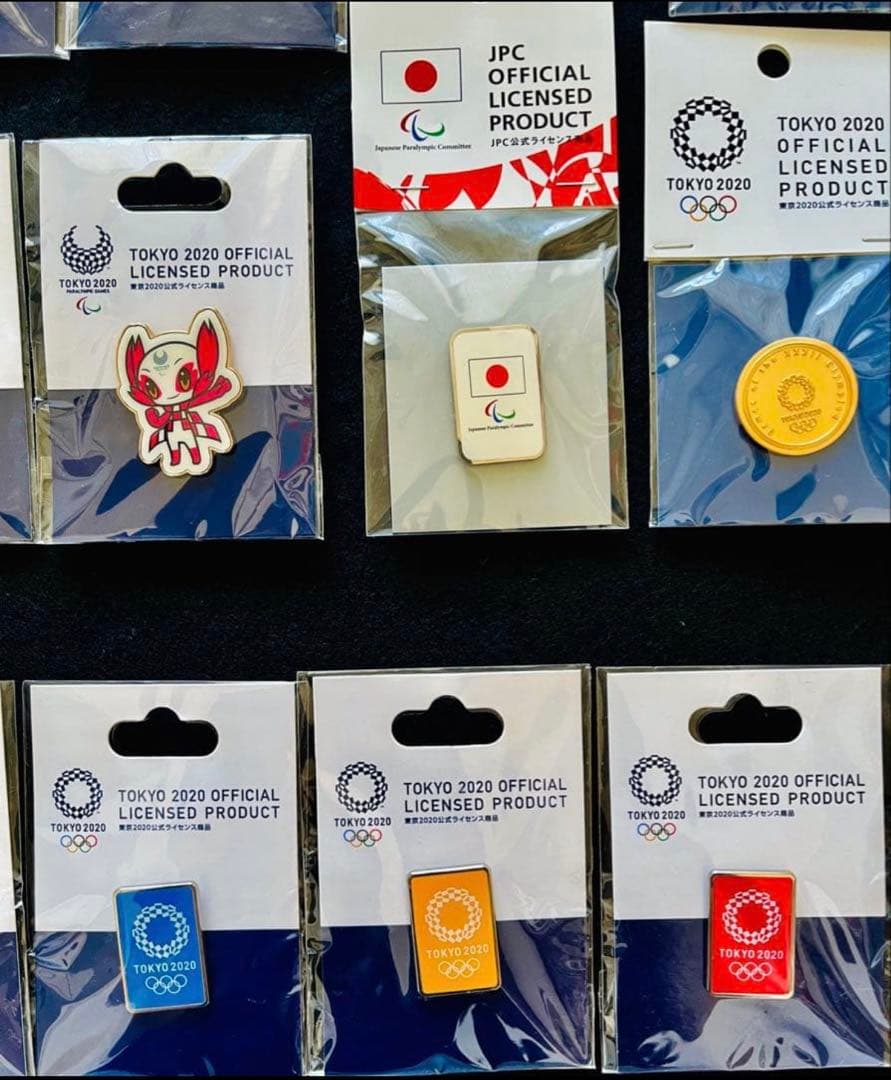 JPC
OFFICIAL
LICENSED
PRODUCT
JPC公式ライセンス商品
Japanese Paralympic Committee
TOKYO 2020
TOKYO 2020
OFFICIAL
LICENSED
PRODUCT
東京2020公式ライセンス商品
TOKYO 2020
PARALYMPIC GAMES
TOKYO 2020 OFFICIAL
LICENSED PRODUCT
東京2020公式ライセンス商品
Japanese Paralympic Committee
TOKYO 2020
TOKYO 2020
TOKYO 2020 OFFICIAL
LICENSED PRODUCT
東京2020公式ライセンス商品
TOKYO 2020
TOKYO 2020
TOKYO 2020 OFFICIAL
LICENSED PRODUCT
東京2020公式ライセンス商品
TOKYO 2020
TOKYO 2020
TOKYO 2020 OFFICIAL
LICENSED PRODUCT
東京2020公式ライセンス商品
TOKYO 2020